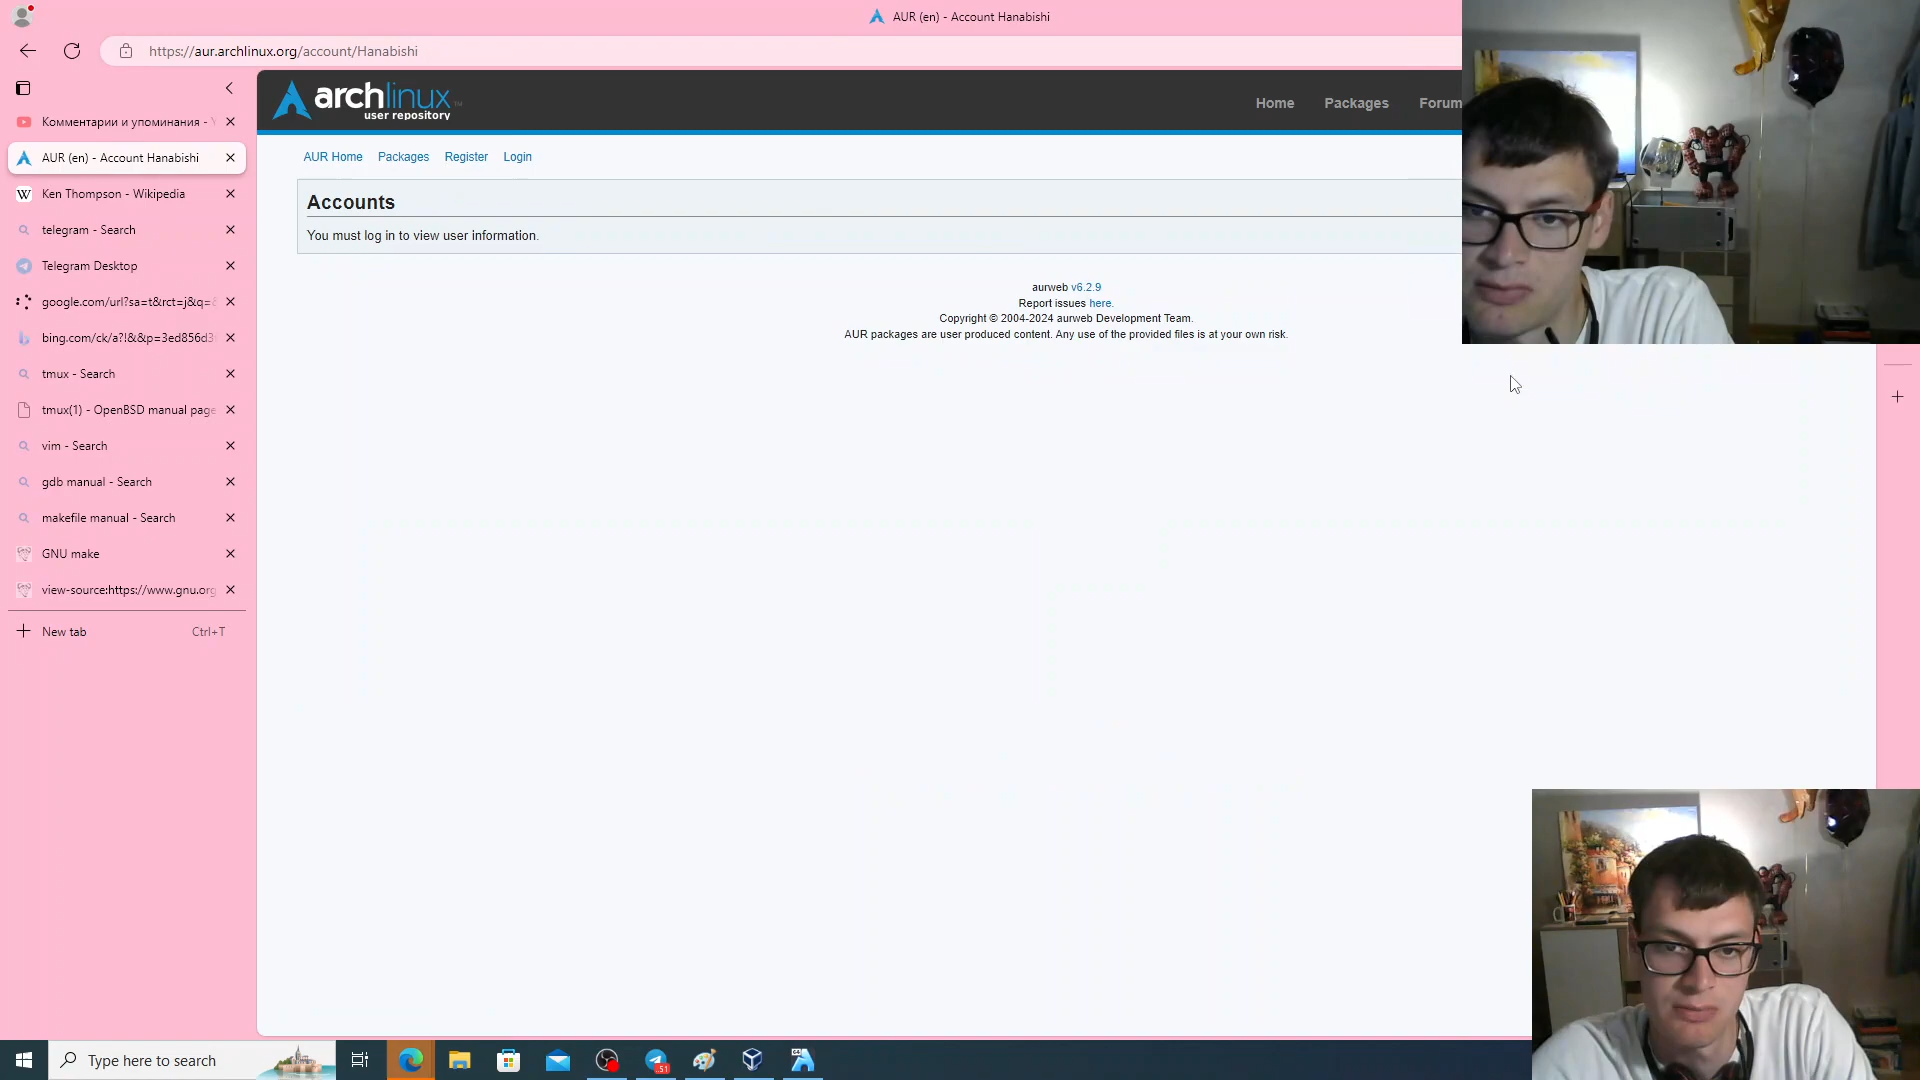 AUR (en) - Account Hanabishi
https://aur.archlinux.org/account/Hanabishi
Комментарии и упоминания -
AUR (en) - Account Hanabishi
Ken Thompson - Wikipedia
telegram - Search
Telegram Desktop
google.com/url?sa=t&rct=j&q=
bing.com/ck/a?!&&p=3ed856d3
tmux - Search
tmux(1) - OpenBSD manual page
vim - Search
gdb manual - Search
makefile manual - Search
GNU make
view-source:https://www.gnu.org
New tab Ctrl+T
archlinux
user repository
Home Packages Forum
AUR Home Packages Register Login
Accounts
You must log in to view user information.
aurweb v6.2.9
Report issues here.
Copyright © 2004-2024 aurweb Development Team.
AUR packages are user produced content. Any use of the provided files is at your own risk.
Type here to search
51
64